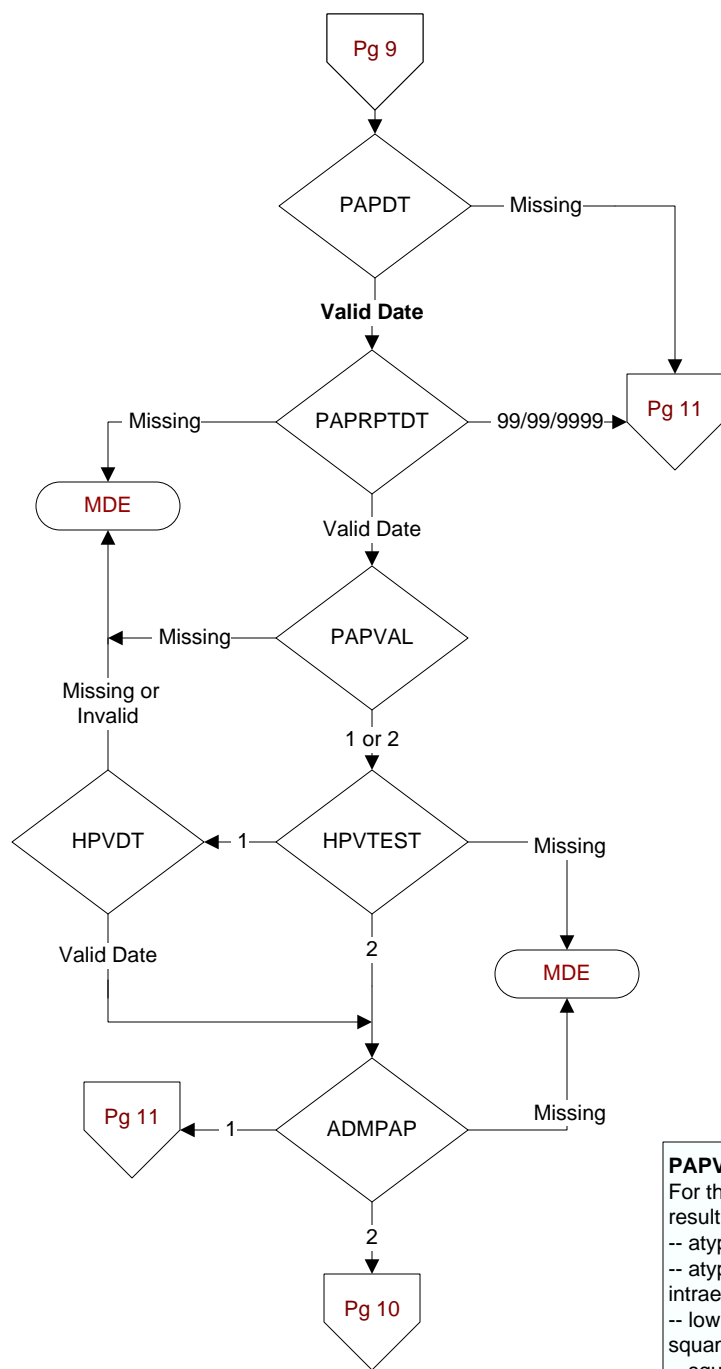 Pg 9
PAPDT
Missing
Valid Date
PAPRPTDT
Missing
99/99/9999
Pg 11
MDE
Valid Date
PAPVAL
Missing
Missing or
Invalid
1 or 2
HPVDT
1
HPVTEST
Missing
Valid Date
2
MDE
Pg 11
1
ADMPAP
Missing
2
Pg 10
For th
result
-- atyp
-- atyp
intrae
-- low
squan